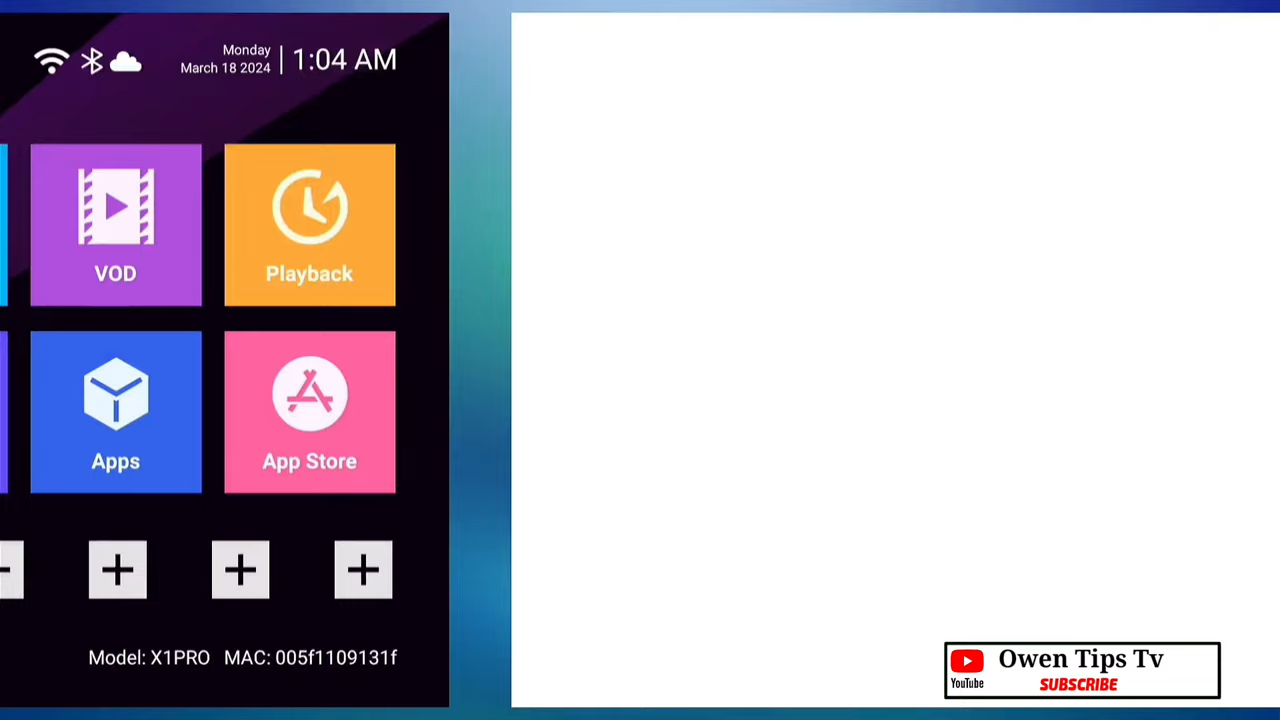 Monday
March 18 2024
1:04 AM
VOD
Playback
Apps
App Store
Model: X1PRO MAC: 005f1109131f
Owen Tips Tv
YouTube
SUBSCRIBE